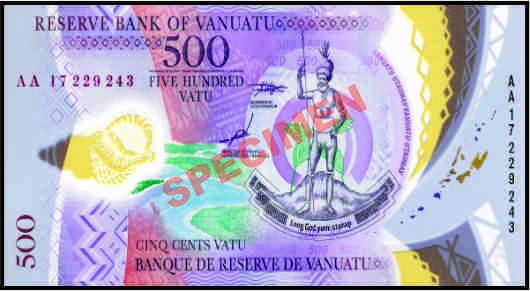 RESERVE BANK OF VANUATU
500
AA 17229243
FIVE HUNDRED
VATU
SPECIMEN
AA17229243
Long God yumi stanap
500
CINQ CENTS VATU
BANQUE DE RESERVE DE VANUATU